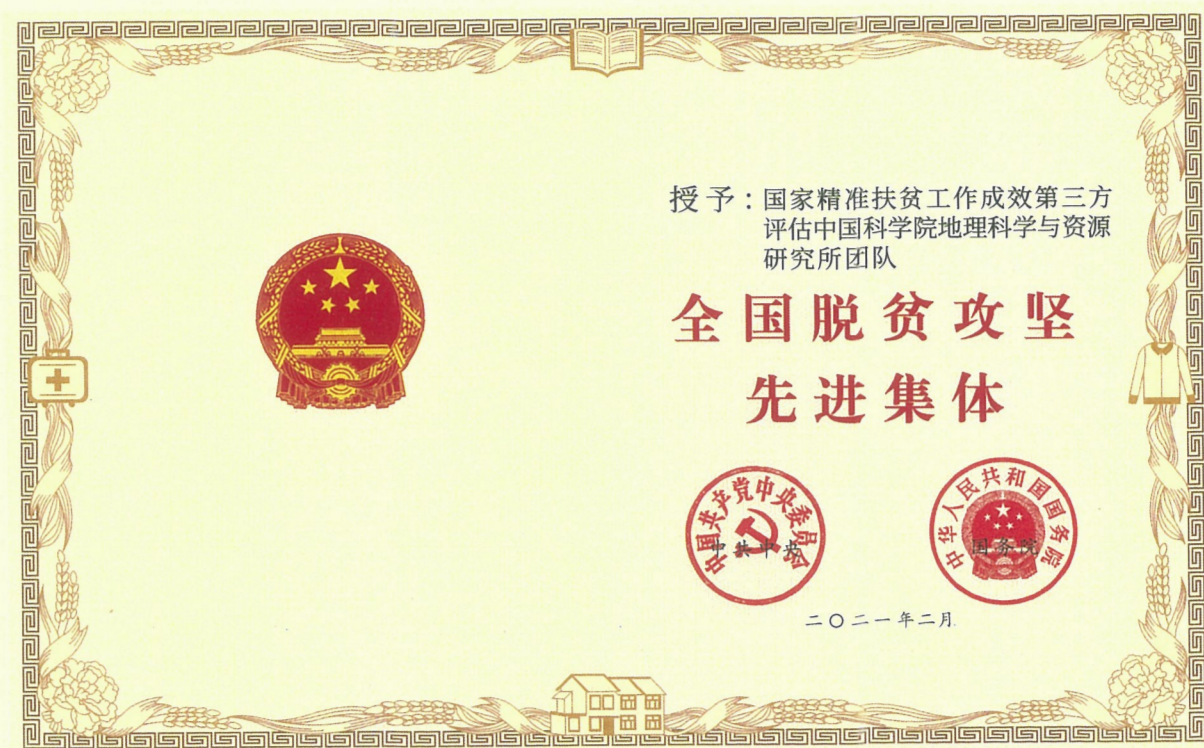 授予：国家精准扶贫工作成效第三方
评估中国科学院地理科学与资源
研究所团队
全国脱贫攻坚
先进集体
中国共产党中央委员会
中共中央
中华人民共和国国务院
国务院
二〇二一年二月